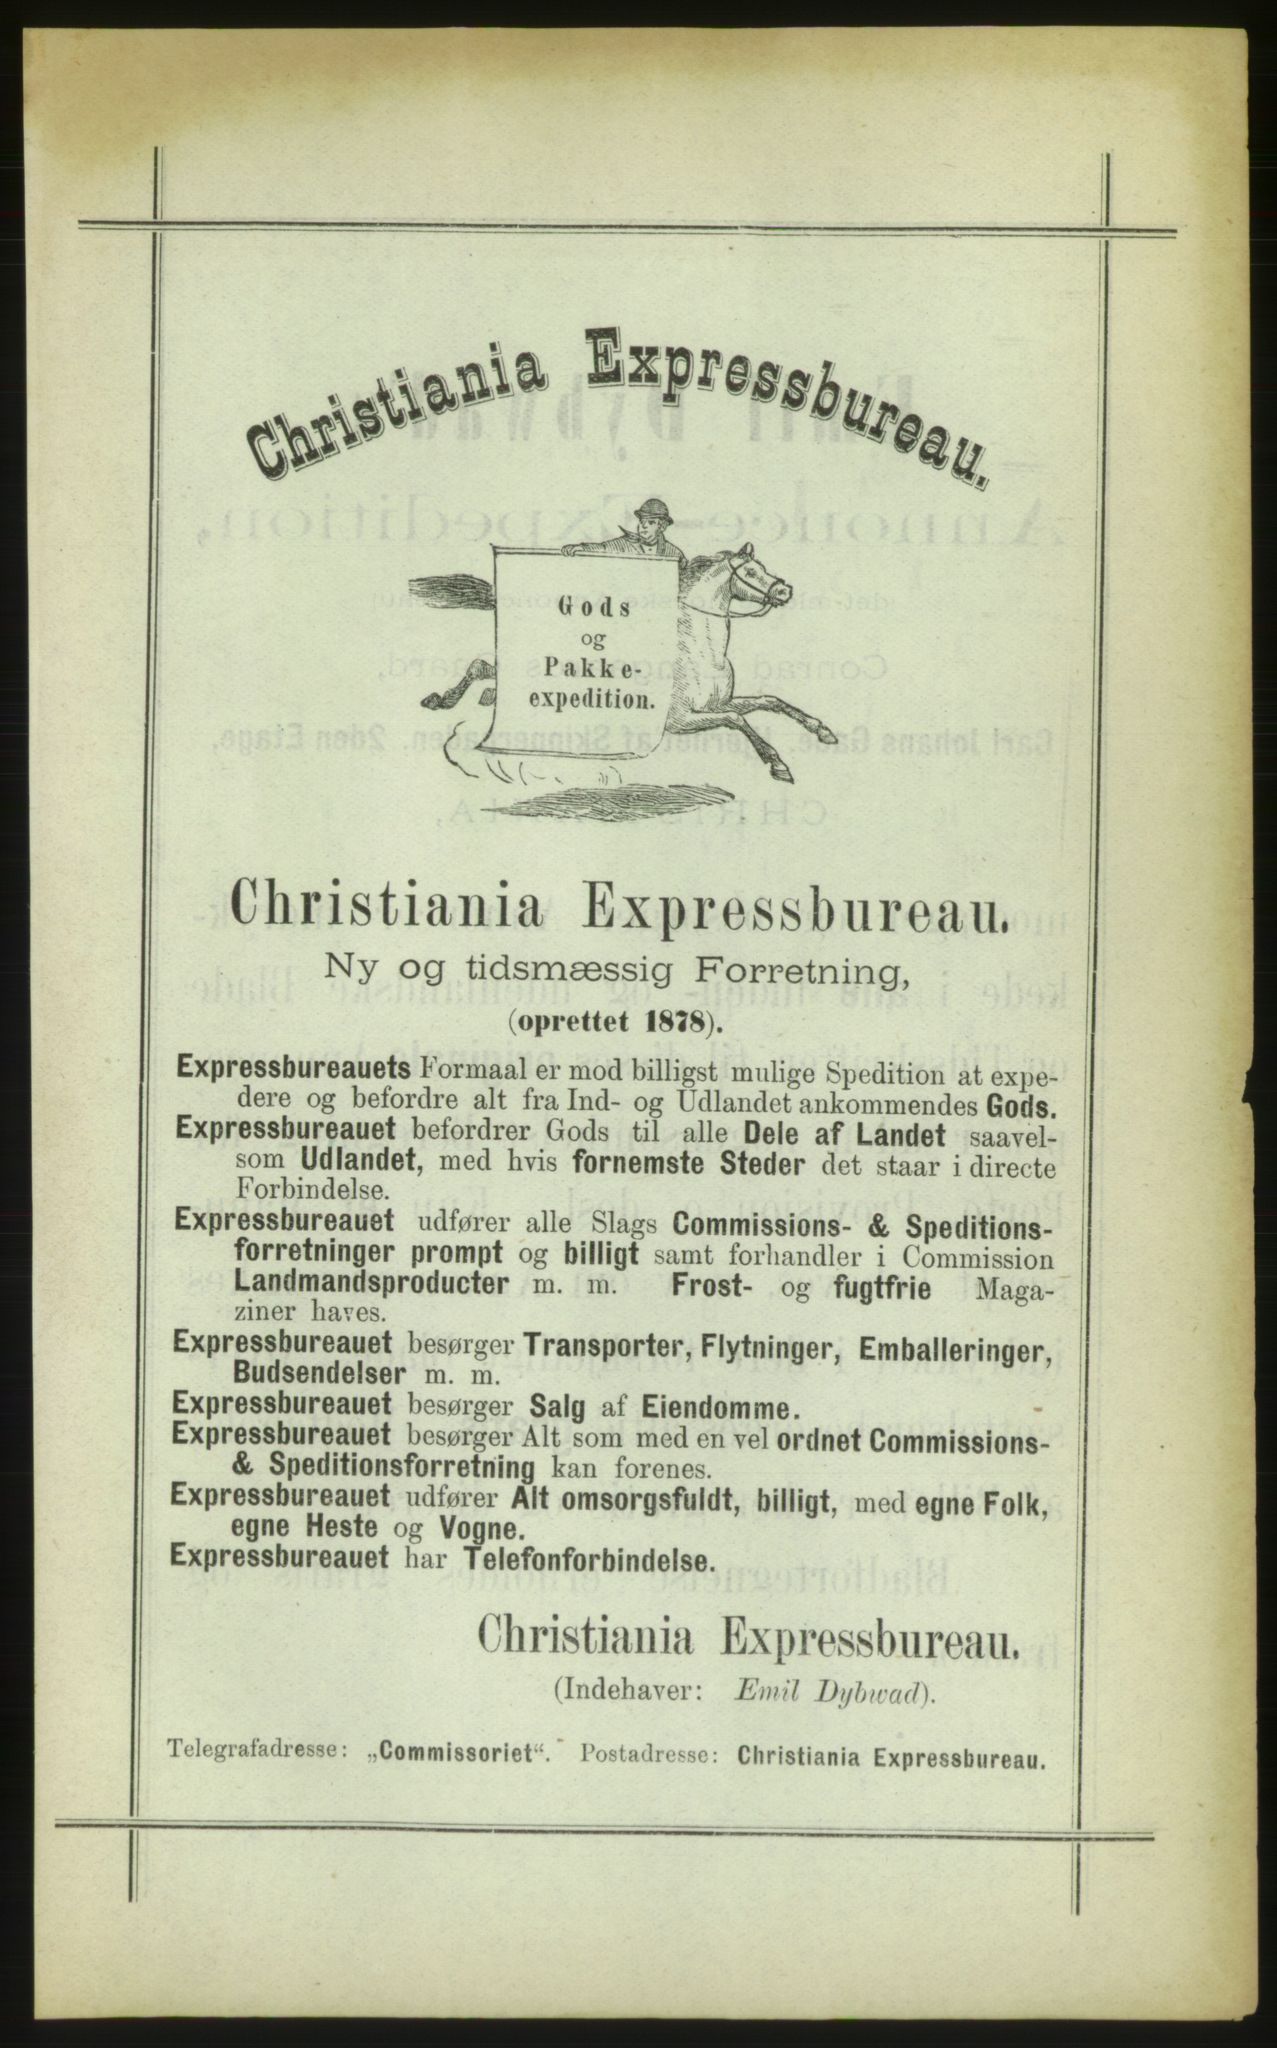 Christiania Expressbureau.
Gods
og
Pakke-
expedition.
Christiania Expressbureau.
Ny og tidsmæssig Forretning,
(oprettet 1878).
Expressbureauets Formaal er mod billigst mulige Spedition at expe-
dere og befordre alt fra Ind- og Udlandet ankommendes Gods.
Expressbureauet befordrer Gods til alle Dele af Landet saavel-
som Udlandet, med hvis fornemste Steder det staar i directe
Forbindelse.
Expressbureauet udfører alle Slags Commissions- & Speditions-
forretninger prompt og billigt samt forhandler i Commission
Landmandsproducter m. m. Frost- og fugtfrie Maga-
ziner haves.
Expressbureauet besørger Transporter, Flytninger, Emballeringer,
Budsendelser m. m.
Expressbureauet besørger Salg af Eiendomme.
Expressbureauet besørger Alt som med en vel ordnet Commissions-
& Speditionsforretning kan forenes.
Expressbureauet udfører Alt omsorgsfuldt, billigt, med egne Folk,
egne Heste og Vogne.
Expressbureauet har Telefonforbindelse.
Christiania Expressbureau.
(Indehaver: Emil Dybwad).
Telegrafadresse: „Commissoriet“. Postadresse: Christiania Expressbureau.